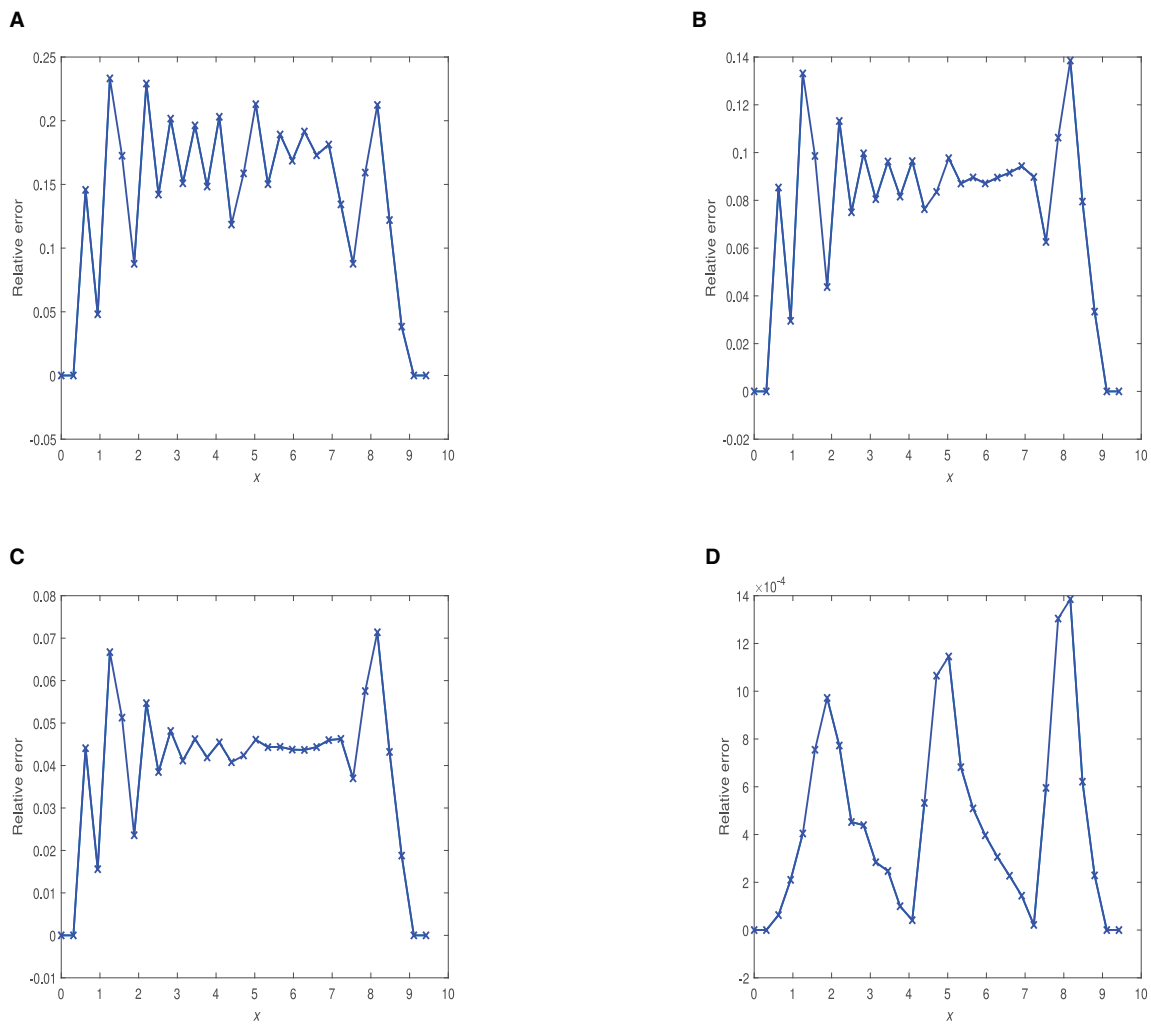 A
0.25
0.2
0.15
0.1
0.05
0
-0.05
Relative error
0 1 2 3 4 5 6 7 8 9 10
x
B
0.14
0.12
0.1
0.08
0.06
0.04
0.02
0
-0.02
Relative error
0 1 2 3 4 5 6 7 8 9 10
x
C
0.08
0.07
0.06
0.05
0.04
0.03
0.02
0.01
0
-0.01
Relative error
0 1 2 3 4 5 6 7 8 9 10
x
D
×10-4
14
12
10
8
6
4
2
0
-2
Relative error
0 1 2 3 4 5 6 7 8 9 10
x